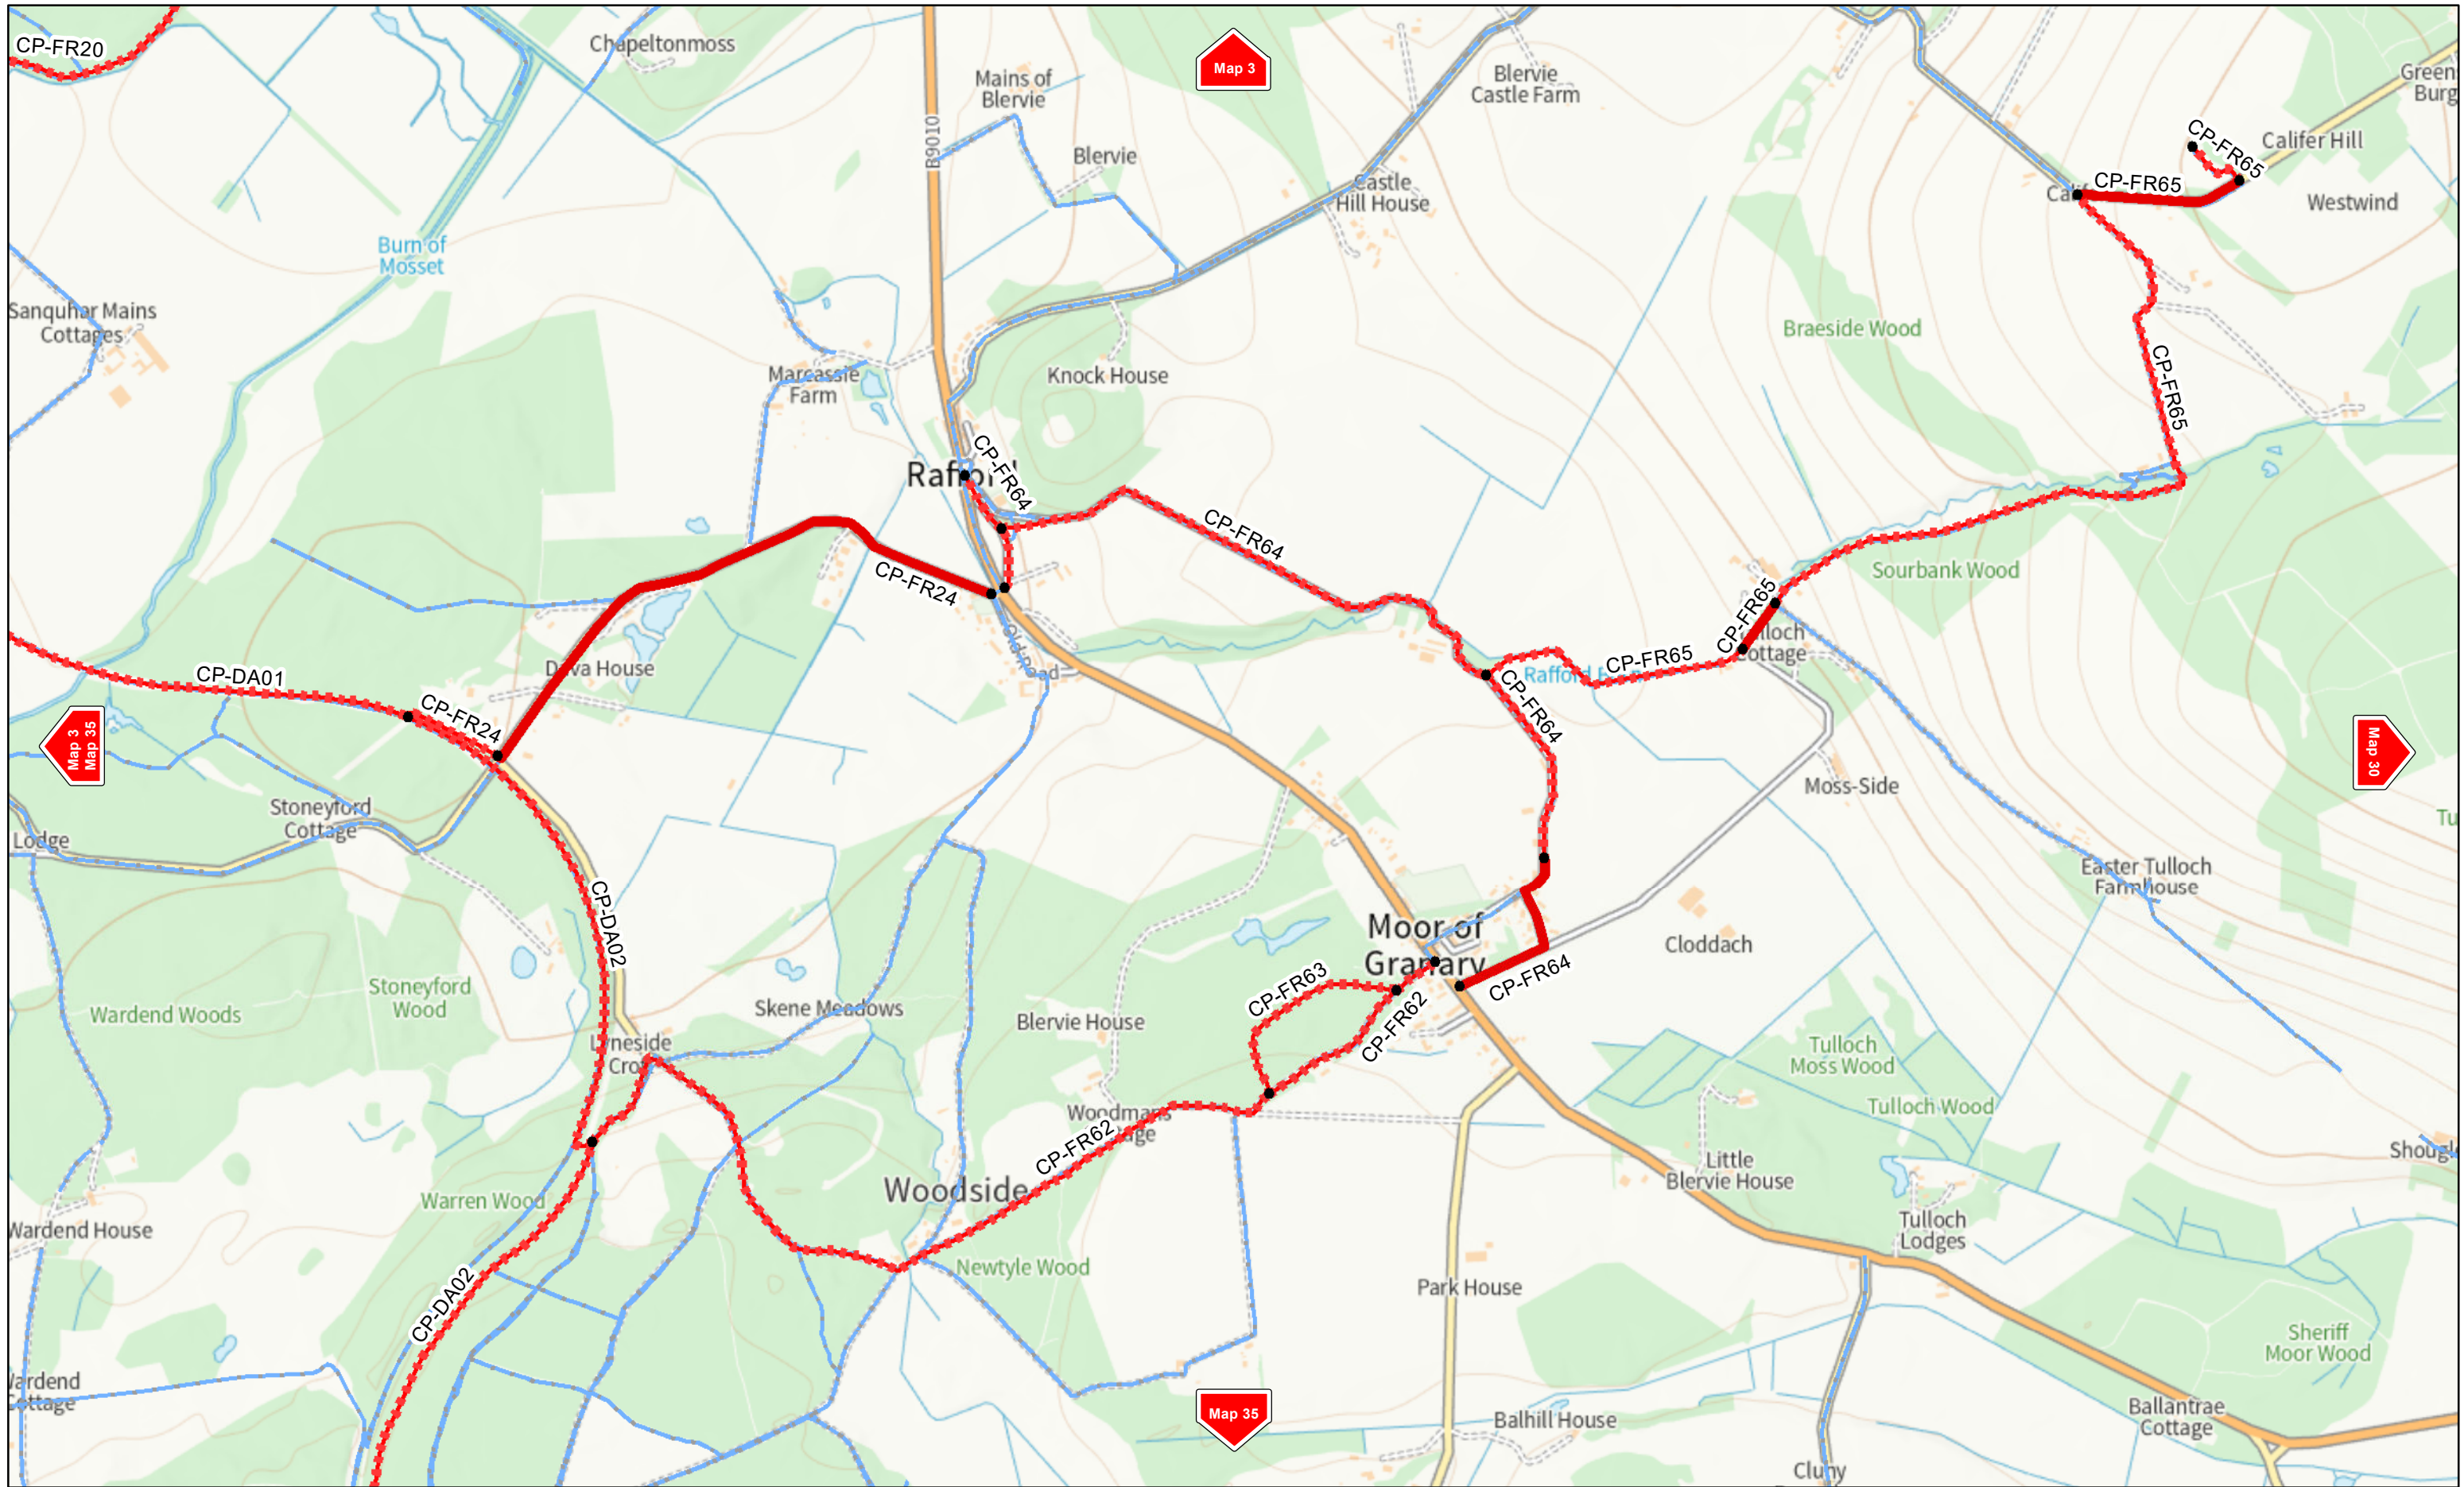 CP-FR20
Chapeltonmoss
Map 3
Mains of
Blervie
Blervie
Castle Farm
B9010
Blervie
Califer Hill
CP-FR65
CP-FR65
Westwind
Castle
Hill House
Burn of
Mosset
Sanquhar Mains
Cottages
Braeside Wood
Knock House
Marcassie
Farm
CP-FR65
CP-FR64
CP-FR64
CP-FR24
Sourbank Wood
CP-FR65
Cottage
Old Road
Dava House
CP-FR65
CP-DA01
CP-FR24
CP-FR64
Map 3
Map 35
Map 30
Moss-Side
Stoneyford
Cottage
Lodge
Easter Tulloch
Farmhouse
CP-DA02
Moor of
Granary
Cloddach
CP-FR64
CP-FR63
CP-FR62
Stoneyford
Wood
Wardend Woods
Skene Meadows
Blervie House
Lyneside
Tulloch
Moss Wood
Tulloch Wood
CP-FR62
Little
Blervie House
Woodside
Warren Wood
Wardend House
Tulloch
Lodges
Newtyle Wood
Park House
CP-DA02
Sheriff
Moor Wood
Map 35
Balhill House
Ballantrae
Cottage
Cluny